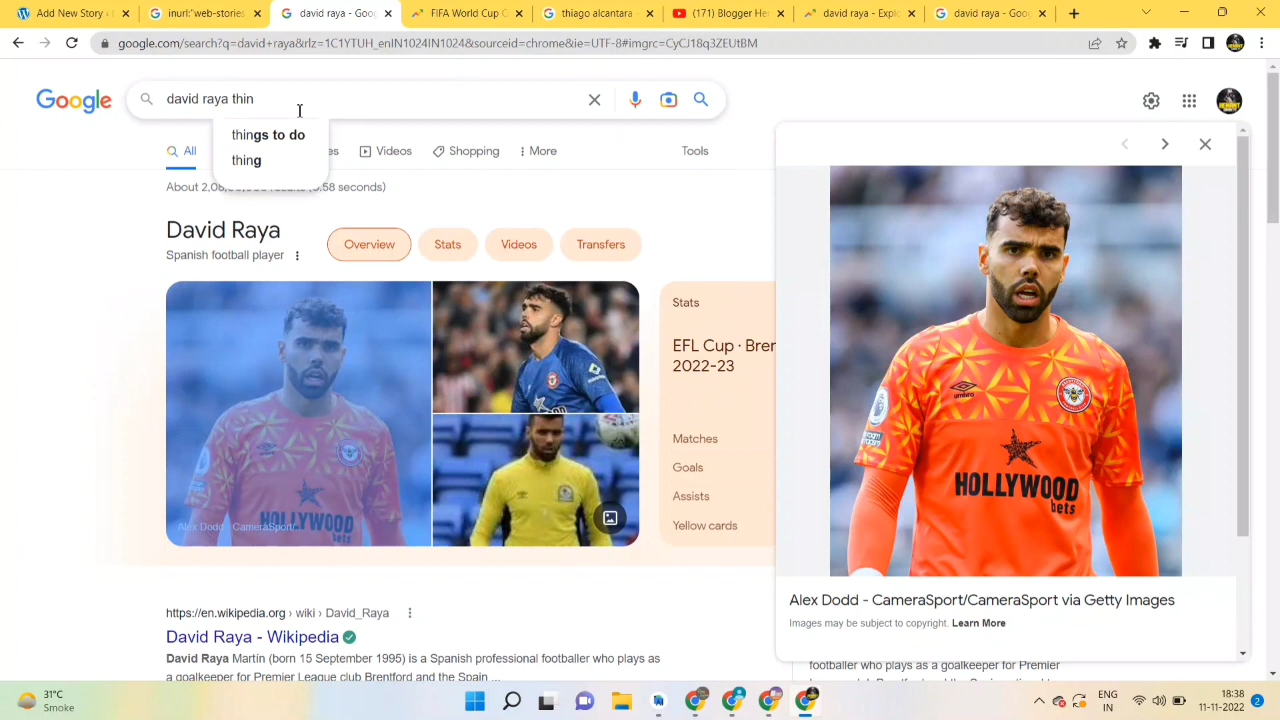 Add New Stor
inurl:"web-stories
david raya - Goo
FIFA World Cup C
thiago alcantara -
(171) Blogger He
david raya - Explo
david raya - Goo
google.com/search?q=david+raya&rlz=1C1YTUH_enIN1024IN1024&sourceid=chrome&ie=UTF-8#imgrc=CyCJ18q3ZEUtBM
Google
david raya thin
things to do
thing
All
es
Videos
Shopping
More
Tools
David Raya
Spanish football player
Overview
Stats
Videos
Transfers
Alex Dodd - CameraSport/
Stats
EFL Cup · Brer
2022-23
Matches
Goals
Assists
Yellow cards
umbro
HOLLYWOOD
bets
Alex Dodd - CameraSport/CameraSport via Getty Images
Images may be subject to copyright. Learn More
https://en.wikipedia.org › wiki › David_Raya
David Raya - Wikipedia
David Raya Martín (born 15 September 1995) is a Spanish professional footballer who plays as
a goalkeeper for Premier League club Brentford and the Spain ...
footballer who plays as a goalkeeper for Premier
31°C
Smoke
ENG
IN
18:38
11-11-2022
2